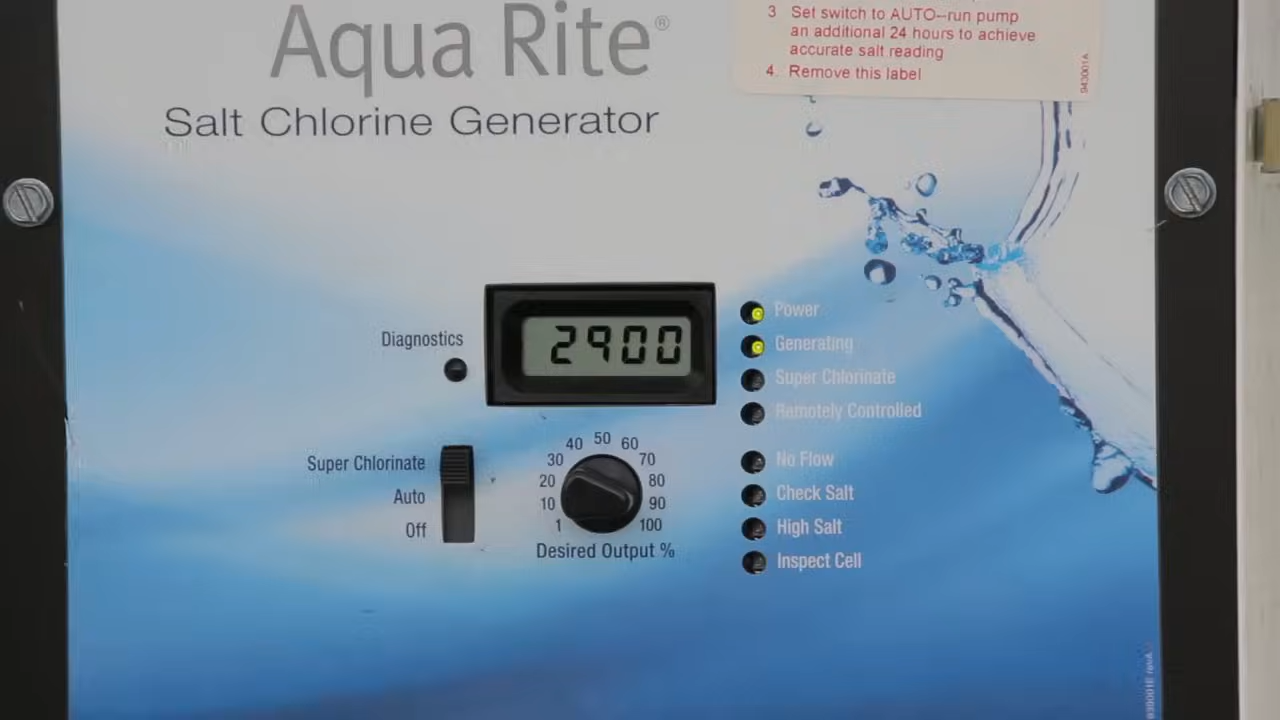 Aqua Rite®
Salt Chlorine Generator
3 Set switch to AUTO--run pump
an additional 24 hours to achieve
accurate salt reading
4. Remove this label
943001A
Diagnostics
2900
Power
Generating
Super Chlorinate
Remotely Controlled
No Flow
Check Salt
High Salt
Inspect Cell
Super Chlorinate
Auto
Off
1 10 20 30 40 50 60 70 80 90 100
Desired Output %